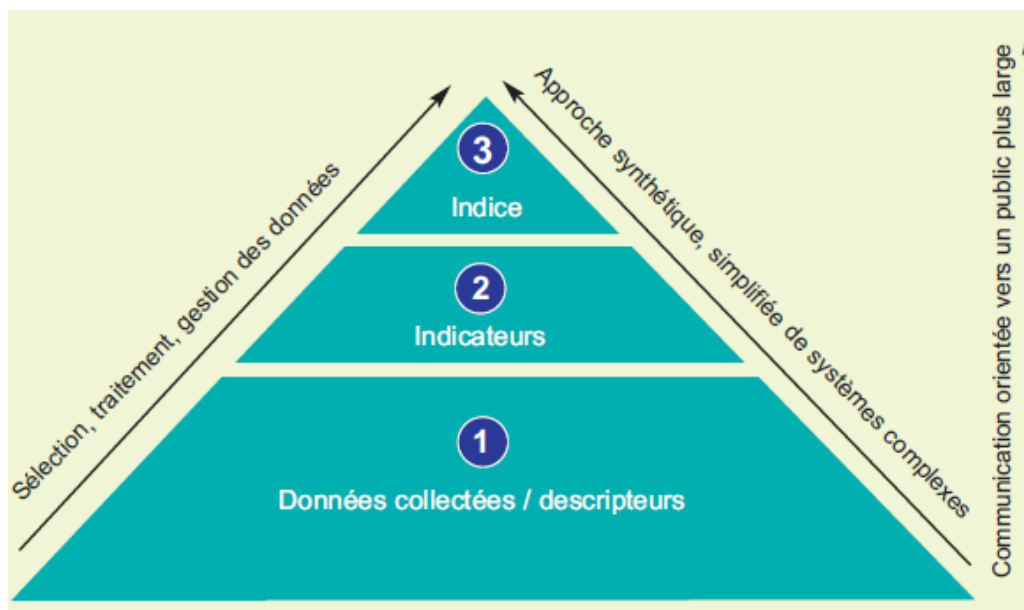 3
Indice
2
Indicateurs
1
Données collectées / descripteurs
Sélection, traitement, gestion des données
Approche synthétique, simplifiée de systèmes complexes
Communication orientée vers un public plus large